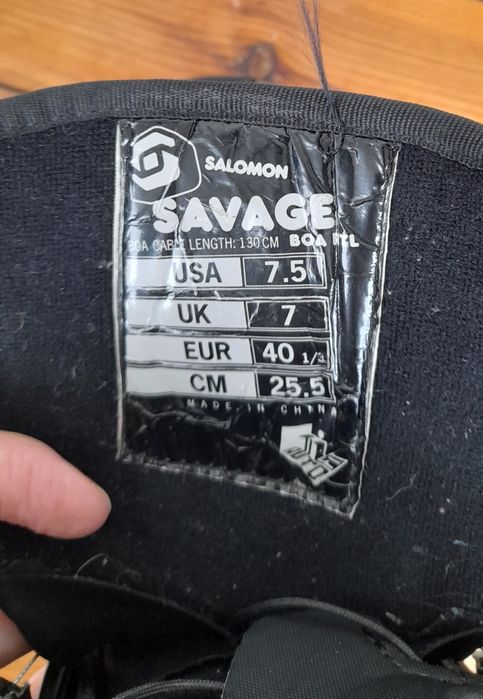 SALOMON
SAVAGE
BOA CABLE LENGTH: 130 CM BOA RTL
USA 7.5
UK 7
EUR 40 1/3
CM 25.5
MADE IN CHINA